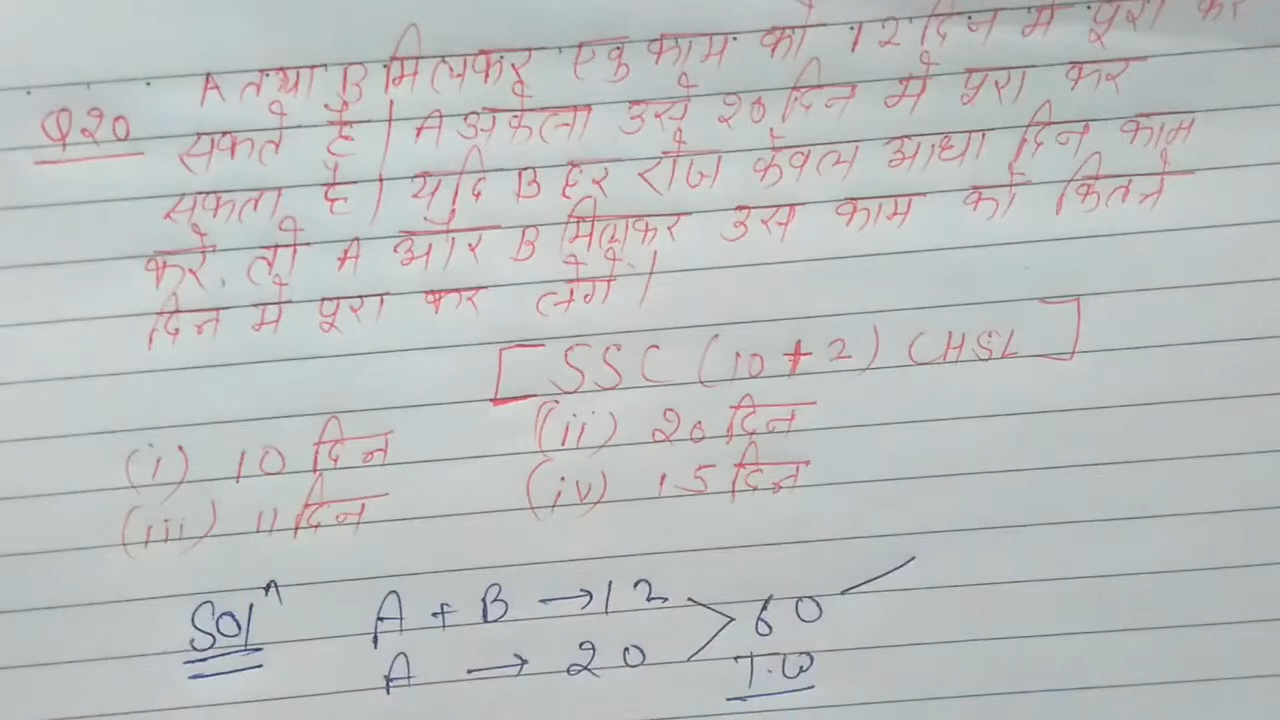 A तथा B मिलकर एक काम को 12 दिन में पूरा कर
Q20 सकते है। A अकेला उसे 20 दिन में पूरा कर
सकता है। यदि B हर रोज केवल आधा दिन काम
करे, तो A और B मिलकर उस काम को कितने
दिन में पूरा कर लेंगे।
[SSC (10+2) CHSL]
(i) 10 दिन (ii) 20 दिन
(iii) 11 दिन (iv) 15 दिन
Solⁿ A + B → 12 > 60
A → 20 T.W